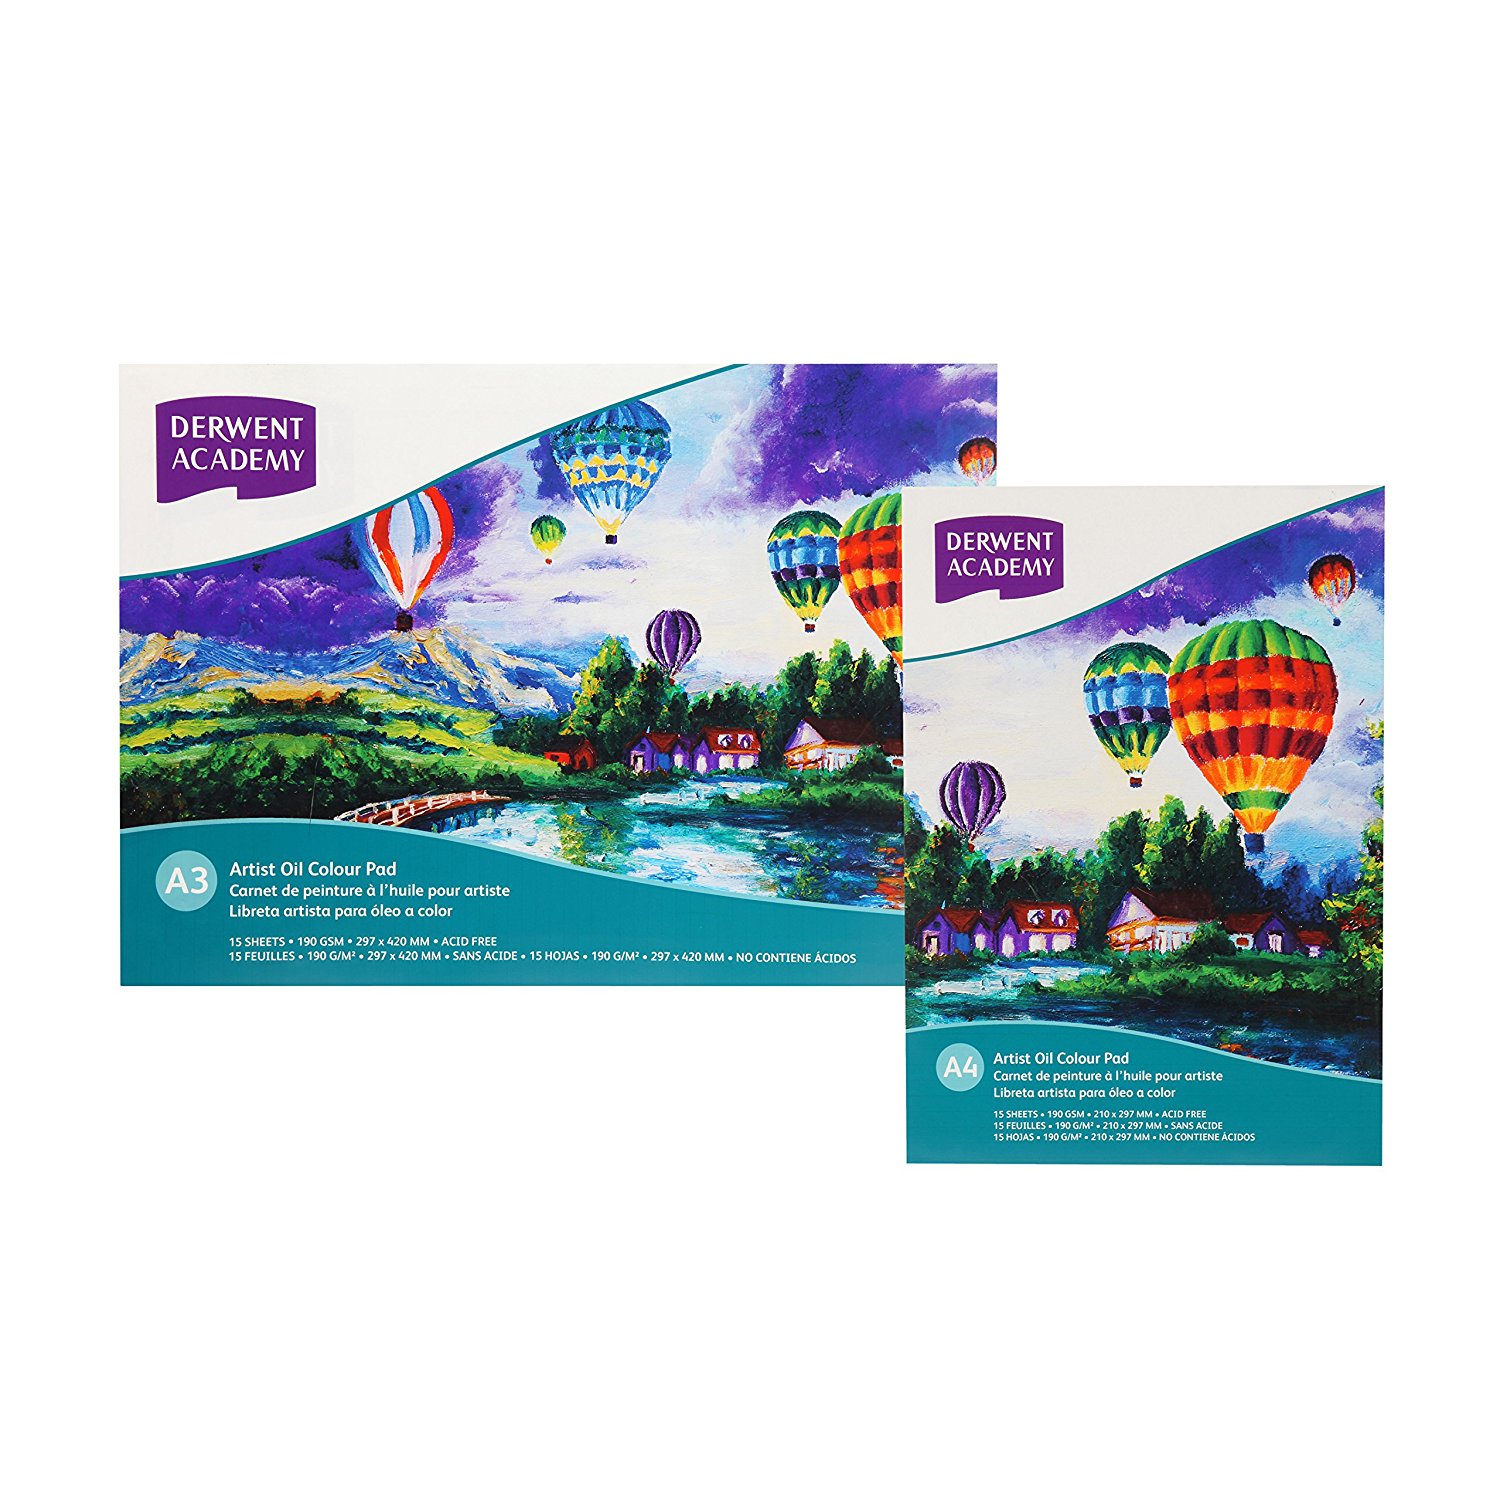 DERWENT
ACADEMY
A3
Artist Oil Colour Pad
Carnet de peinture à l'huile pour artiste
Libreta artista para óleo a color
15 SHEETS • 190 GSM • 297 x 420 MM • ACID FREE
15 FEUILLES • 190 G/M² • 297 x 420 MM • SANS ACIDE • 15 HOJAS • 190 G/M² • 297 x 420 MM • NO CONTIENE ÁCIDOS
DERWENT
ACADEMY
A4
Artist Oil Colour Pad
Carnet de peinture à l'huile pour artiste
Libreta artista para óleo a color
15 SHEETS • 190 GSM • 210 x 297 MM • ACID FREE
15 FEUILLES • 190 G/M² • 210 x 297 MM • SANS ACIDE
15 HOJAS • 190 G/M² • 210 x 297 MM • NO CONTIENE ÁCIDOS